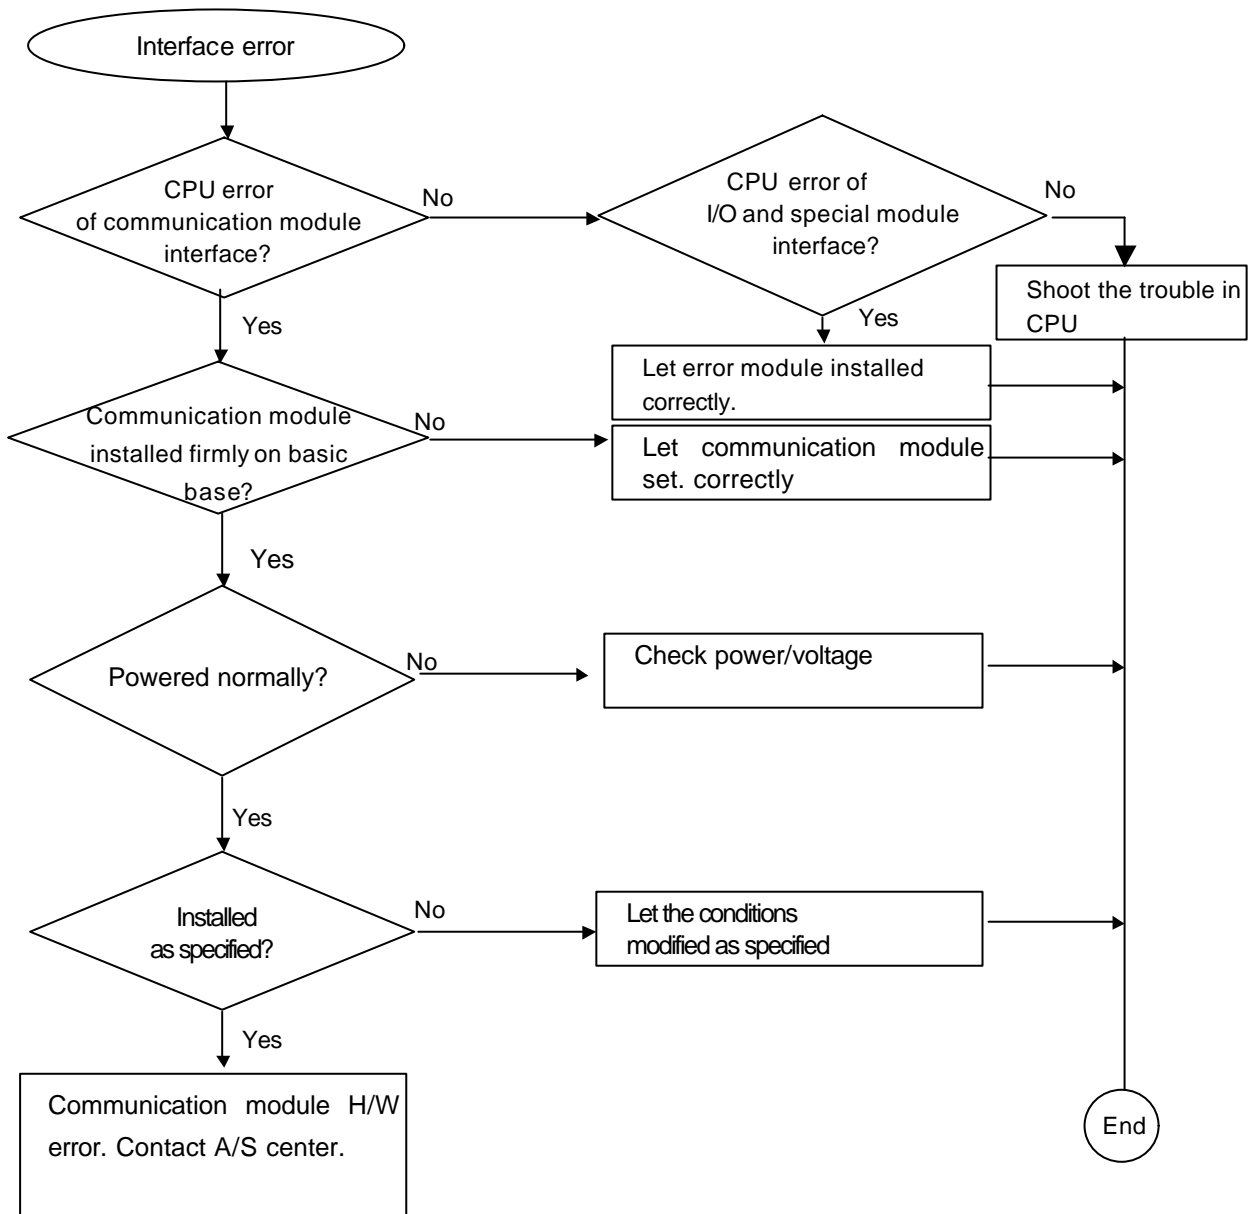 Interface error
CPU error
of communication module
interface?
No
CPU error of
I/O and special module
interface?
No
Shoot the trouble in
CPU
Yes
Yes
Let error module installed
correctly.
Communication module
installed firmly on basic
base?
No
Let communication module
set. correctly
Yes
Powered normally?
No
Check power/voltage
Yes
Installed
as specified?
No
Let the conditions
modified as specified
Yes
Communication module H/W
error. Contact A/S center.
End